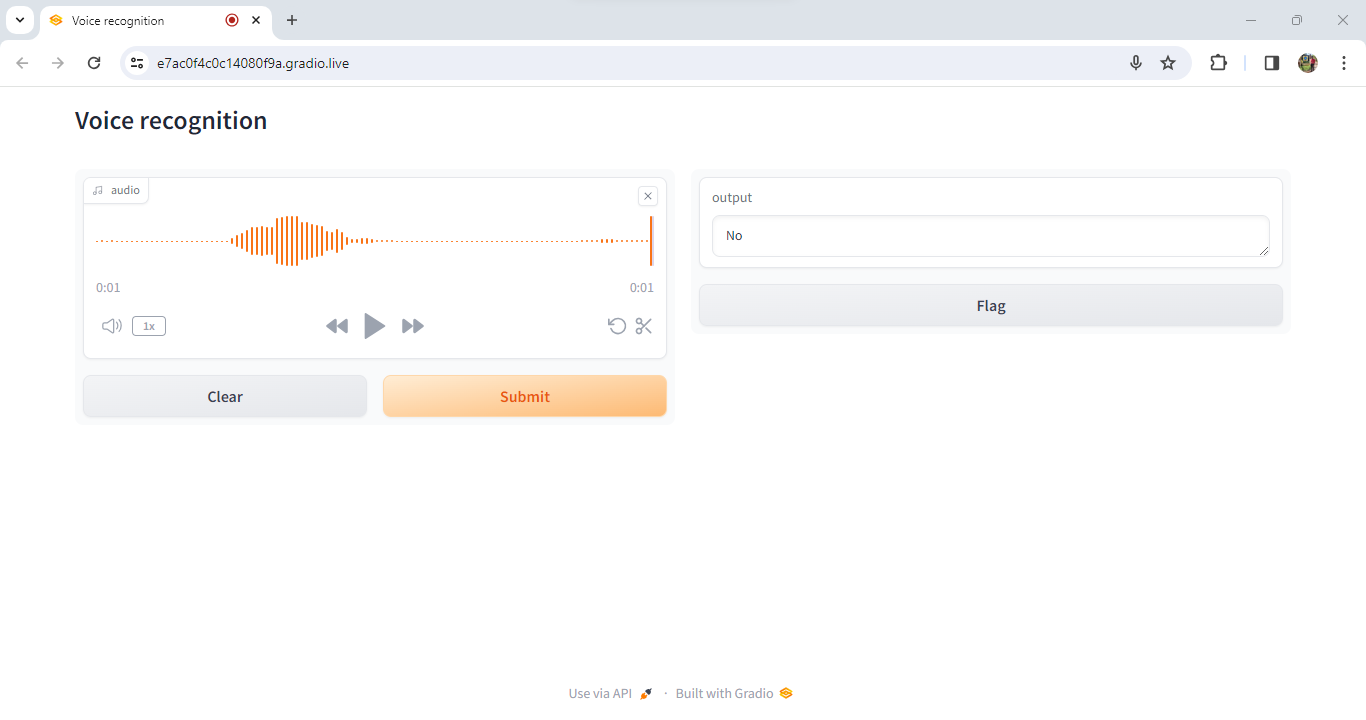 Voice recognition
e7ac0f4c0c14080f9a.gradio.live
Voice recognition
audio
0:01 0:01
1x
Clear Submit
output
No
Flag
Use via API · Built with Gradio